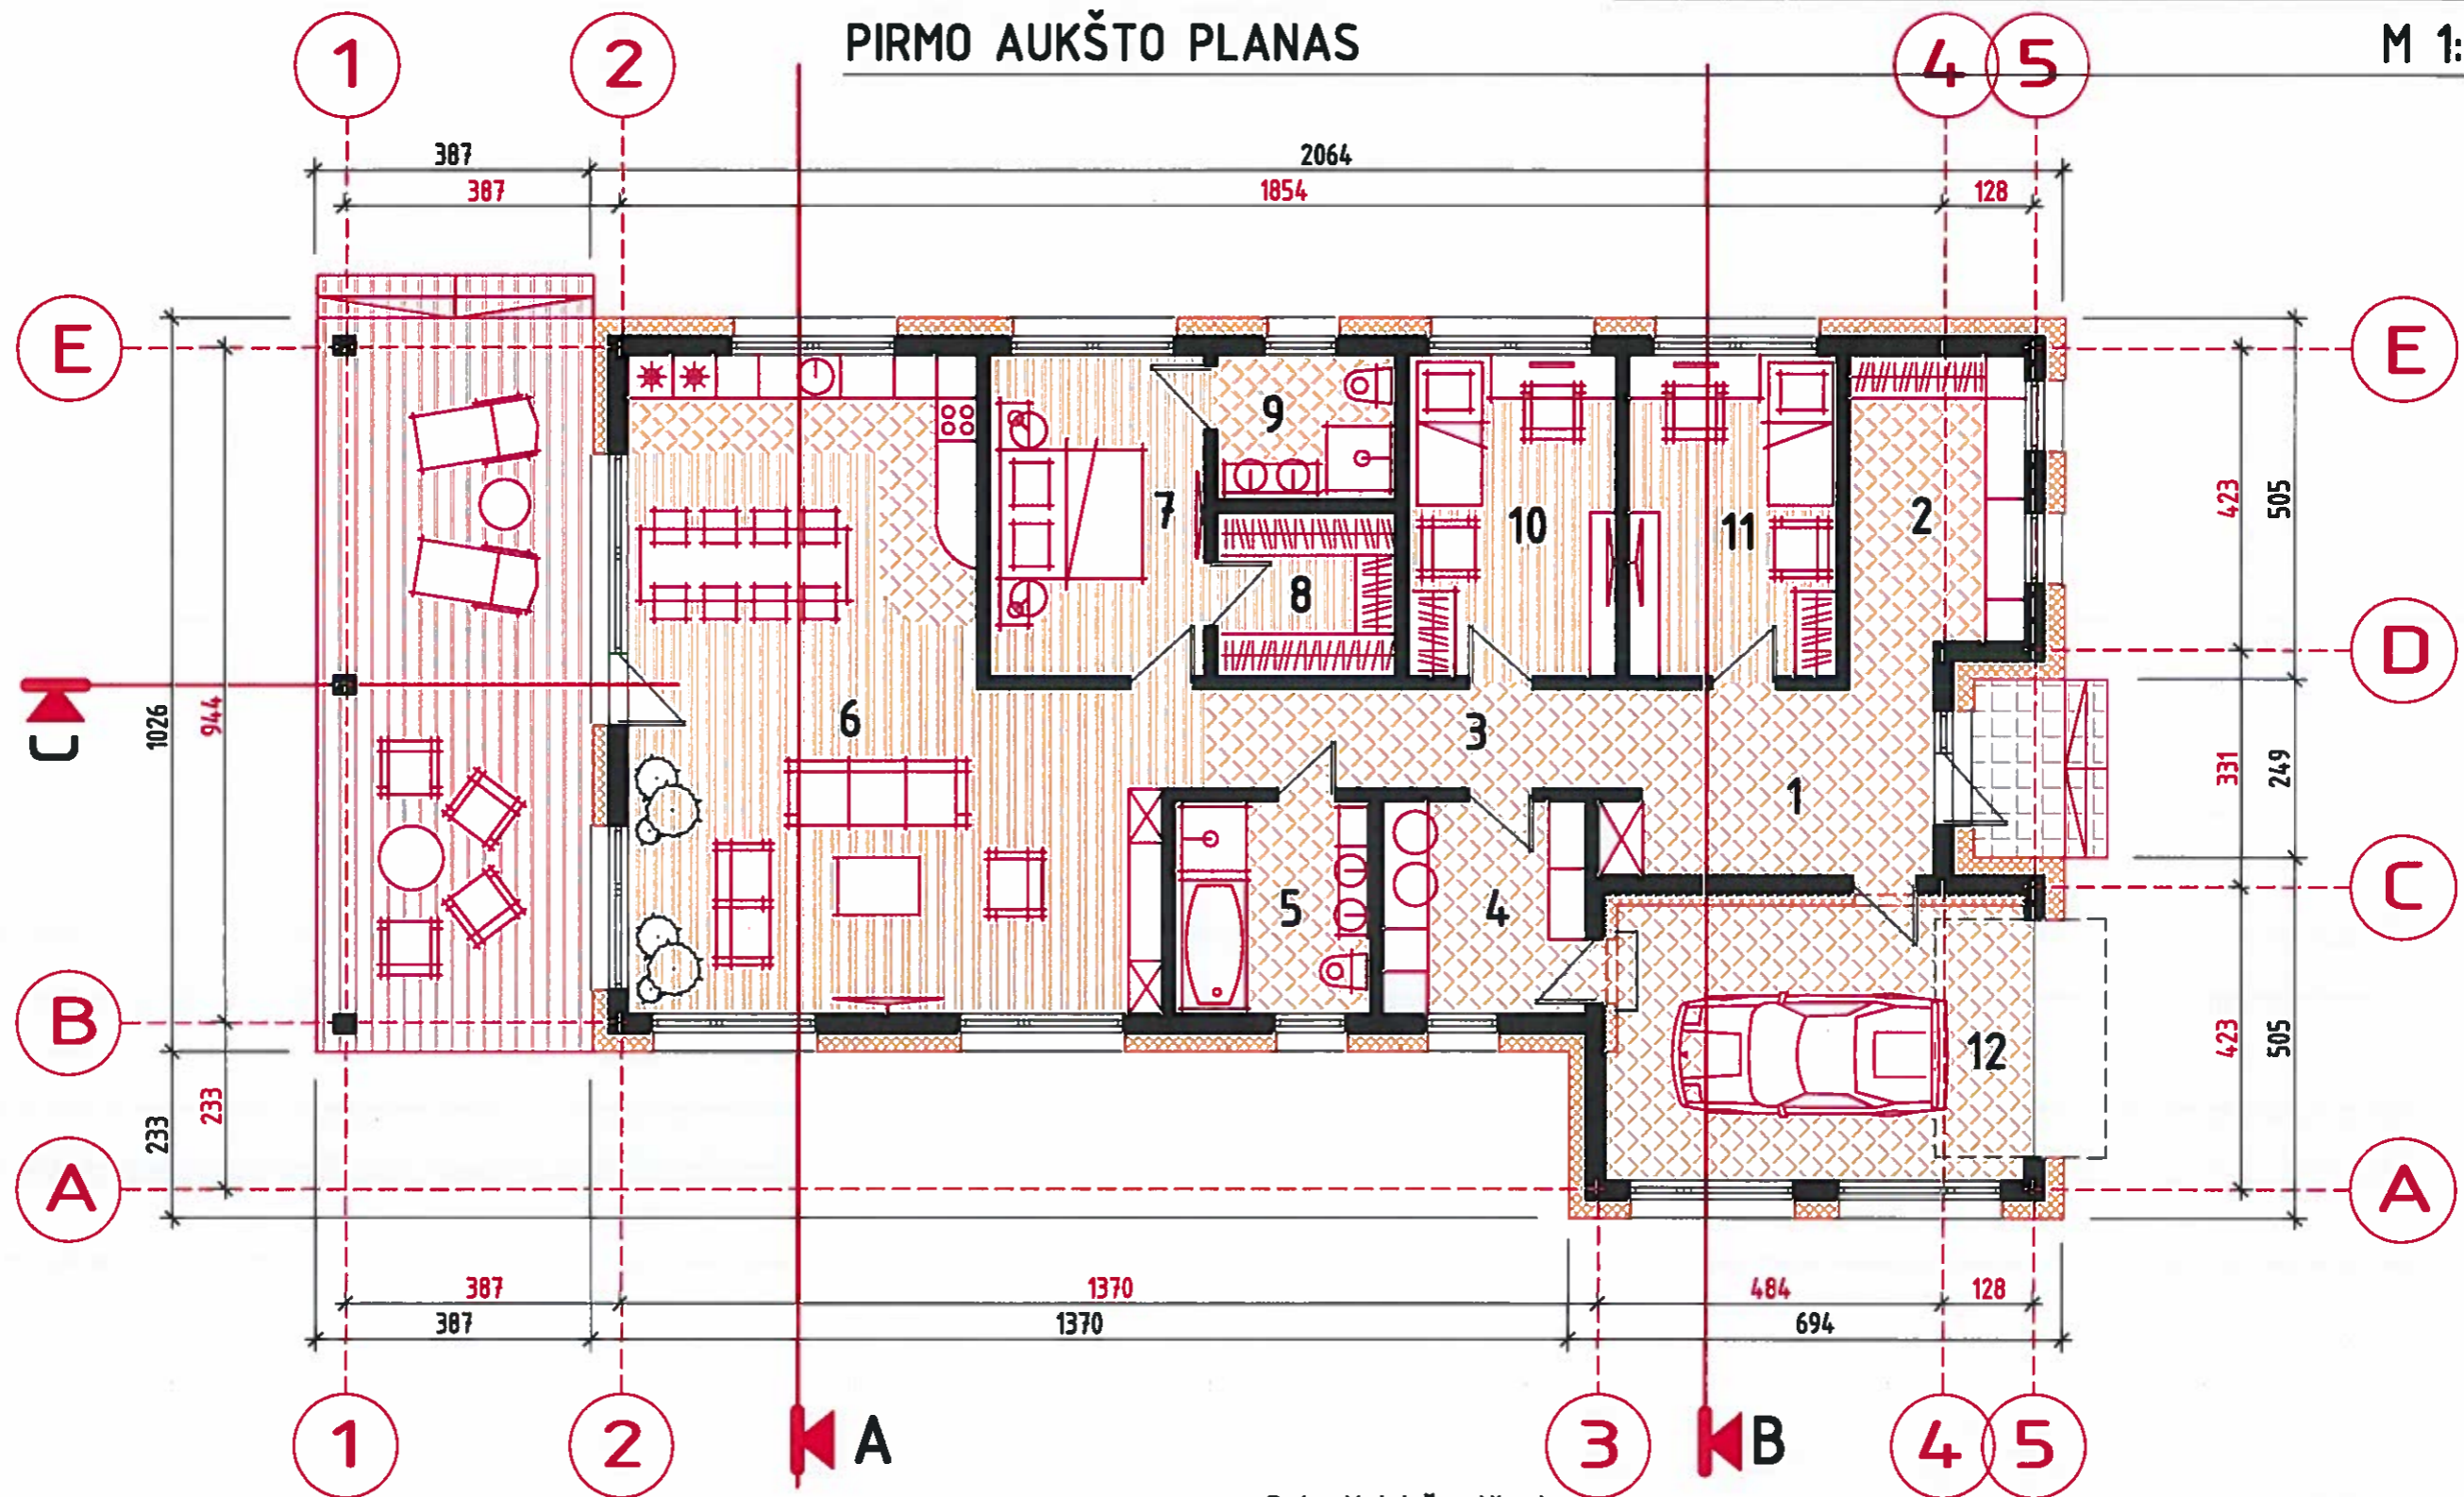 PIRMO AUKŠTO PLANAS
M 1:
1 2 4 5
387 2064
387 1854 128
E E
9
7 10 11 2
423 505
8
D
C 1026 944 6 3
331 249
1
C
5 4
B
12 423 505
233 233
A A
387 1370 484 128
387 1370 694
1 2 A 3 B 4 5